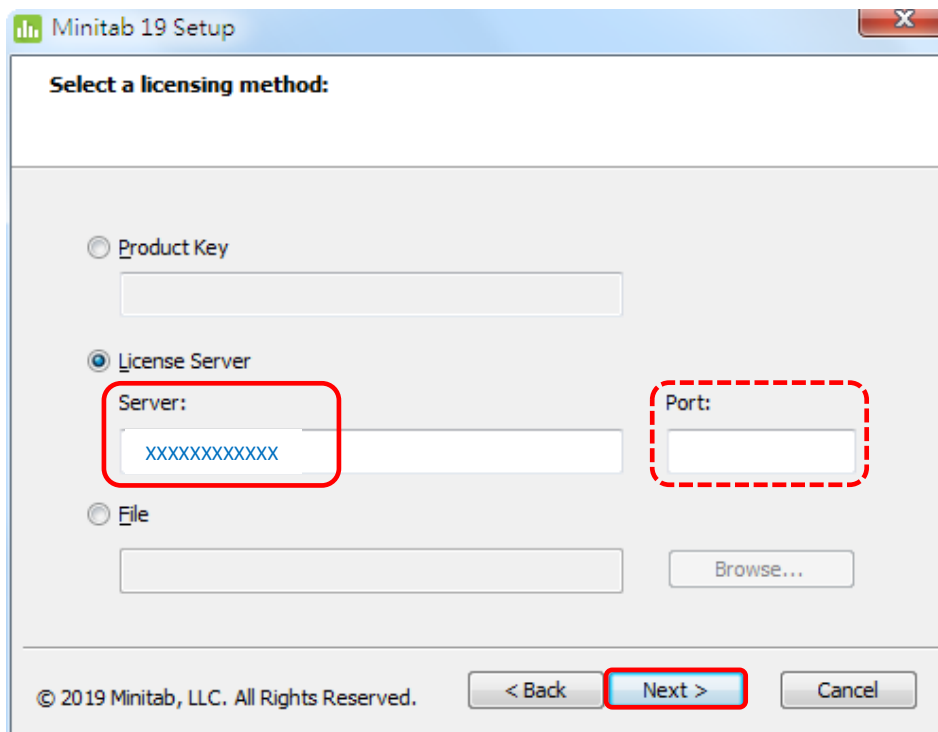 Minitab 19 Setup
Select a licensing method:
Product Key
License Server
Server:
Port:
XXXXXXXXXXXX
File
Browse...
© 2019 Minitab, LLC. All Rights Reserved.
< Back
Next >
Cancel